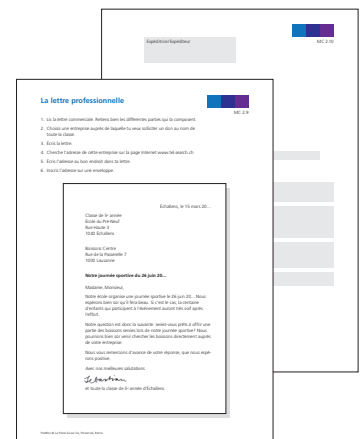 Expéditrice/Expéditeur
MC 2.10
La lettre professionnelle
MC 2.9
1. Lis la lettre commerciale. Retiens bien les différentes parties qui la composent.
2. Choisis une entreprise auprès de laquelle tu veux solliciter un don au nom de
toute la classe.
3. Écris la lettre.
4. Cherche l'adresse de cette entreprise sur la page Internet www.tel.search.ch.
5. Écris l'adresse au bon endroit dans ta lettre.
6. Inscris l'adresse sur une enveloppe.
Echallens, le 15 mars 20…
Classe de 5e année
École du Pré-Neuf
Rue Haute 3
1040 Echallens
Boissons Centre
Rue de la Passerelle 7
1000 Lausanne
Notre journée sportive du 26 juin 20…
Madame, Monsieur,
Notre école organise une journée sportive le 26 juin 20… Nous
espérons bien qu'il fera beau. Si c'est le cas, la centaine
d'enfants qui participent à l'événement auront très soif après
l'effort.
Notre question est donc la suivante: seriez-vous prêts à offrir une
partie des boissons servies lors de notre journée sportive? Nous
pourrions bien sûr venir chercher les boissons directement auprès
de votre entreprise.
Nous vous remercions d'avance de votre réponse, que nous espé-
rons positive.
Avec nos meilleures salutations
Sebastian
et toute la classe de 5e année d'Echallens